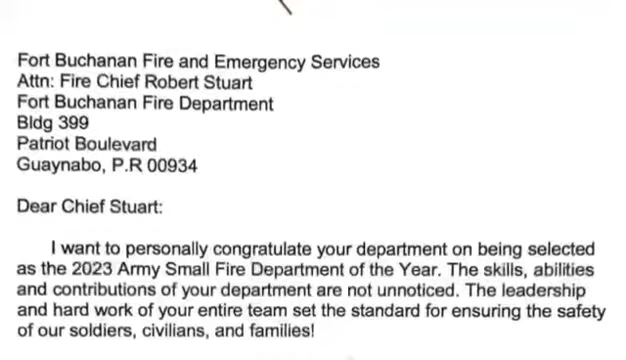 Fort Buchanan Fire and Emergency Services
Attn: Fire Chief Robert Stuart
Fort Buchanan Fire Department
Bldg 399
Patriot Boulevard
Guaynabo, P.R 00934
Dear Chief Stuart:
I want to personally congratulate your department on being selected
as the 2023 Army Small Fire Department of the Year. The skills, abilities
and contributions of your department are not unnoticed. The leadership
and hard work of your entire team set the standard for ensuring the safety
of our soldiers, civilians, and families!